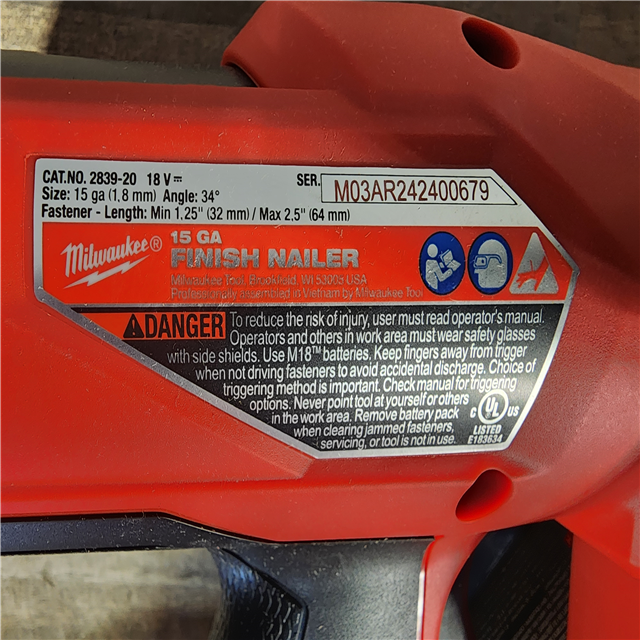 CAT.NO. 2839-20 18 V⎓
SER. M03AR242400679
Size: 15 ga (1,8 mm) Angle: 34°
Fastener - Length: Min 1.25" (32 mm) / Max 2.5" (64 mm)
Milwaukee®
15 GA
FINISH NAILER
Milwaukee Tool, Brookfield, WI 53005 USA
Professionally assembled in Vietnam by Milwaukee Tool
DANGER To reduce the risk of injury, user must read operator's manual.
Operators and others in work area must wear safety glasses
with side shields. Use M18™ batteries. Keep fingers away from trigger
when not driving fasteners to avoid accidental discharge. Choice of
triggering method is important. Check manual for triggering
options. Never point tool at yourself or others
in the work area. Remove battery pack
when clearing jammed fasteners,
servicing, or tool is not in use.
C UL US
LISTED
E183634